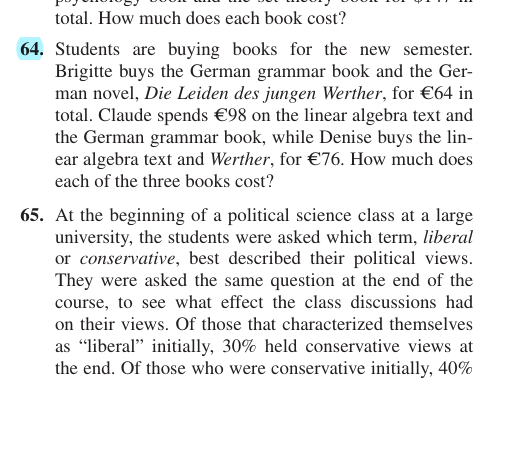 total. How much does each book cost?
64. Students are buying books for the new semester.
Brigitte buys the German grammar book and the Ger-
man novel, Die Leiden des jungen Werther, for €64 in
total. Claude spends €98 on the linear algebra text and
the German grammar book, while Denise buys the lin-
ear algebra text and Werther, for €76. How much does
each of the three books cost?
65. At the beginning of a political science class at a large
university, the students were asked which term, liberal
or conservative, best described their political views.
They were asked the same question at the end of the
course, to see what effect the class discussions had
on their views. Of those that characterized themselves
as “liberal” initially, 30% held conservative views at
the end. Of those who were conservative initially, 40%